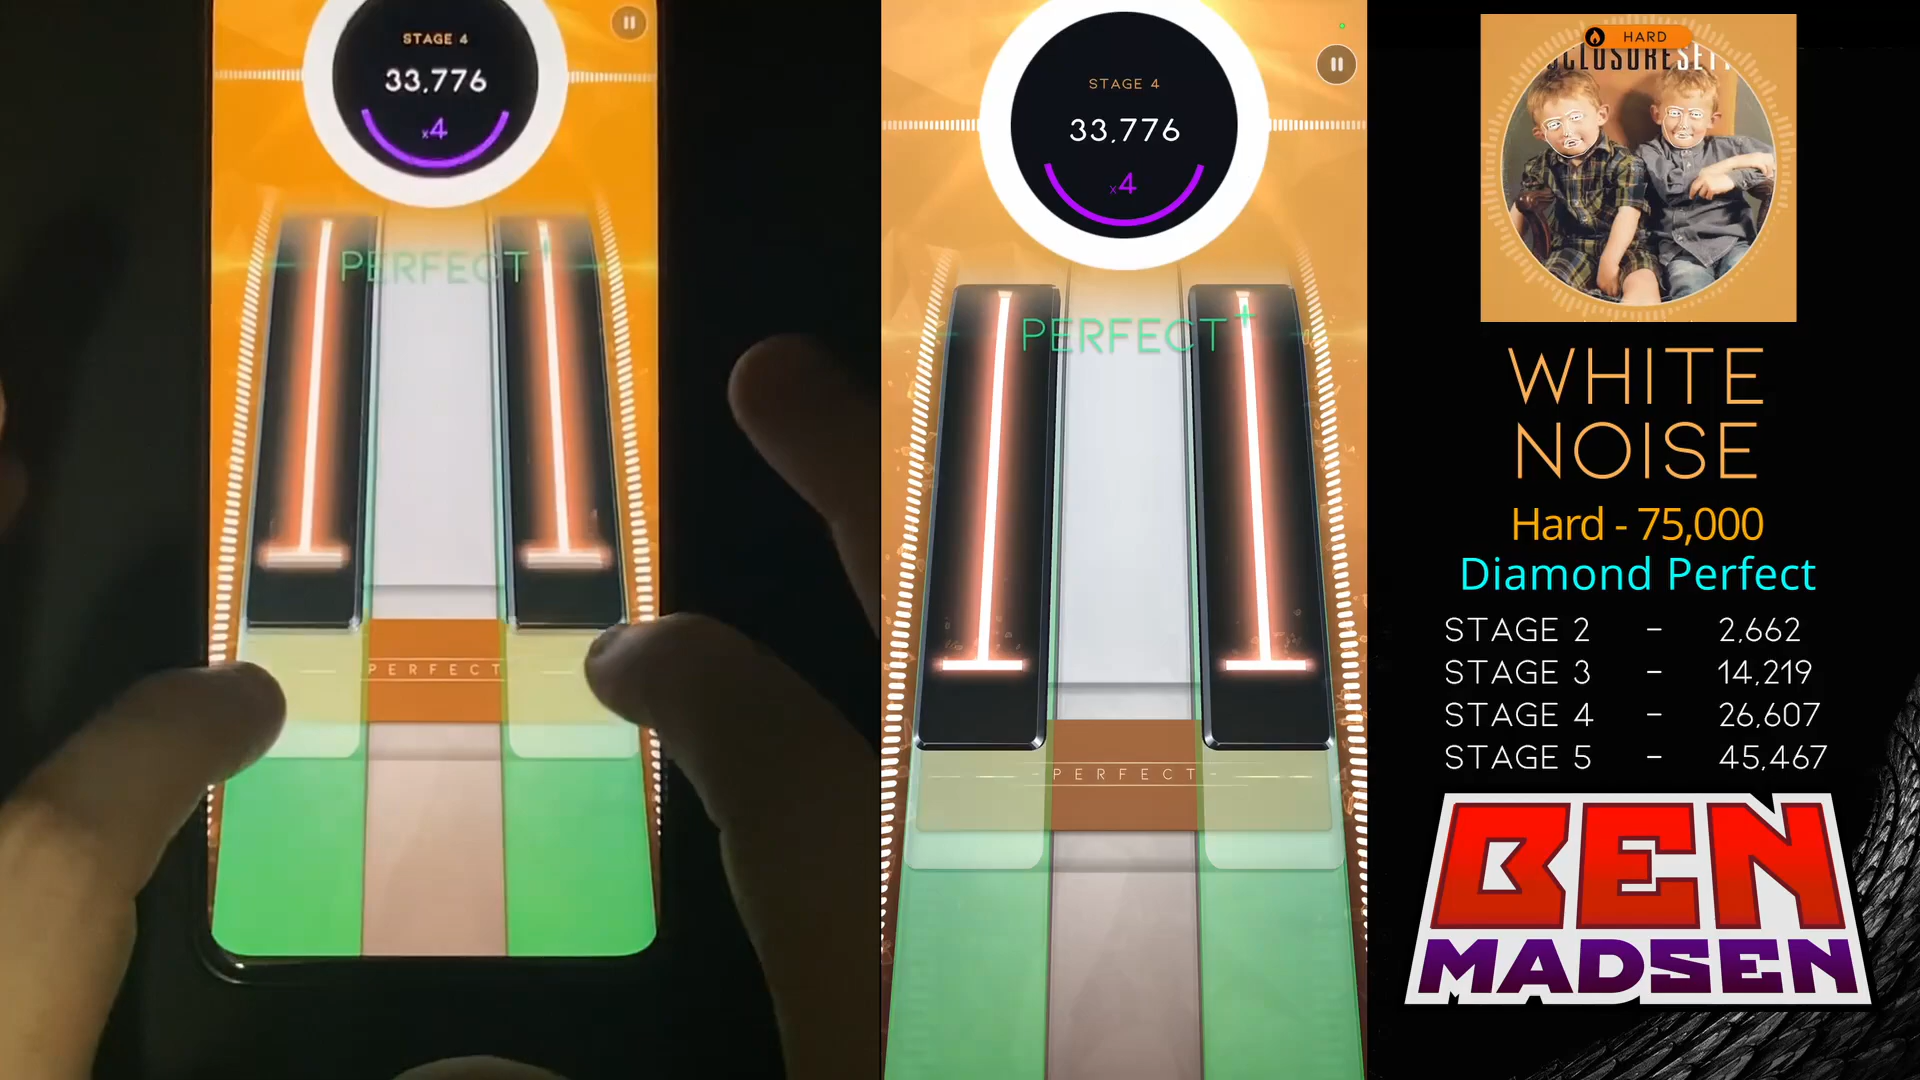 STAGE 4
33,776
x4
PERFECT+
PERFECT
STAGE 4
33,776
x4
PERFECT+
- PERFECT -
HARD
WHITE
NOISE
Hard - 75,000
Diamond Perfect
STAGE 2 - 2,662
STAGE 3 - 14,219
STAGE 4 - 26,607
STAGE 5 - 45,467
BEN
MADSEN